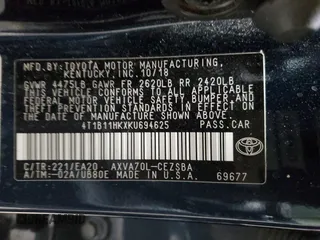 MFD. BY: TOYOTA MOTOR MANUFACTURING,
KENTUCKY, INC. 10/18
GVWR 4475LB GAWR FR 2620LB RR 2420LB
THIS VEHICLE CONFORMS TO ALL APPLICABLE
FEDERAL MOTOR VEHICLE SAFETY, BUMPER, AND
THEFT PREVENTION STANDARDS IN EFFECT ON
THE DATE OF MANUFACTURE SHOWN ABOVE.
4T1B11HKXKU694625 PASS.CAR
C/TR:221/EA20 AXVA70L-CEZSBA
A/TM:-02A/UB80E MADE IN U.S.A. 69677